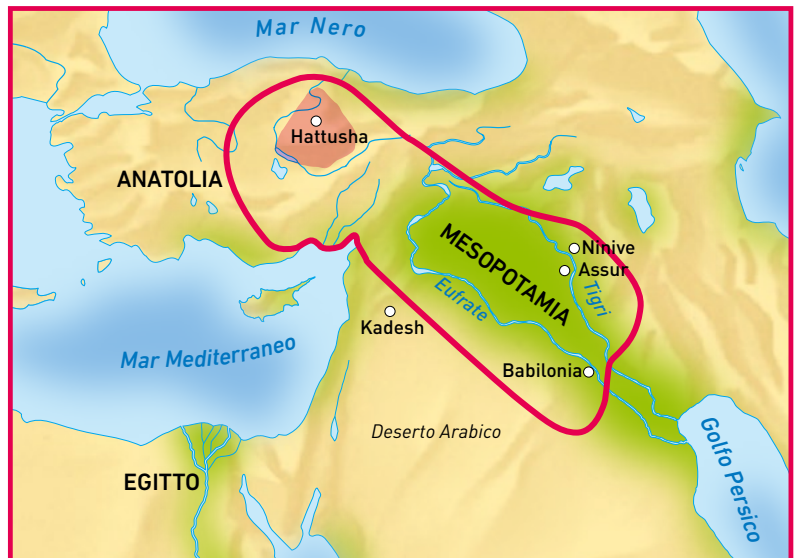 Mar Nero
Hattusha
ANATOLIA
MESOPOTAMIA
Ninive
Assur
Tigri
Eufrate
Kadesh
Mar Mediterraneo
Babilonia
Deserto Arabico
EGITTO
Golfo Persico